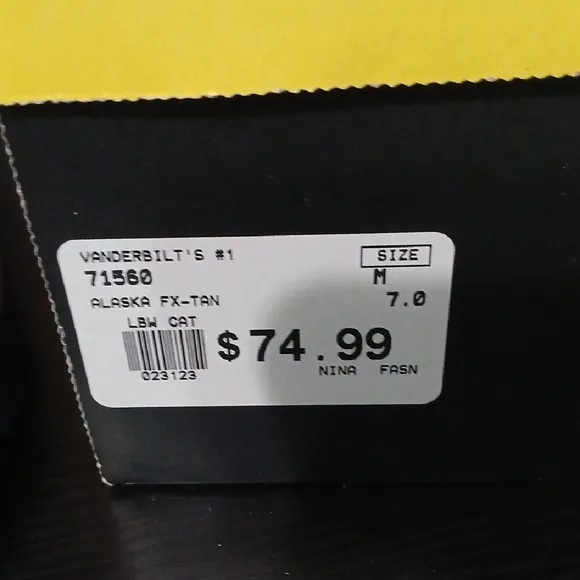 VANDERBILT'S #1
SIZE
71560
M
ALASKA FX-TAN
7.0
LBW CAT
$74.99
023123
NINA FASN